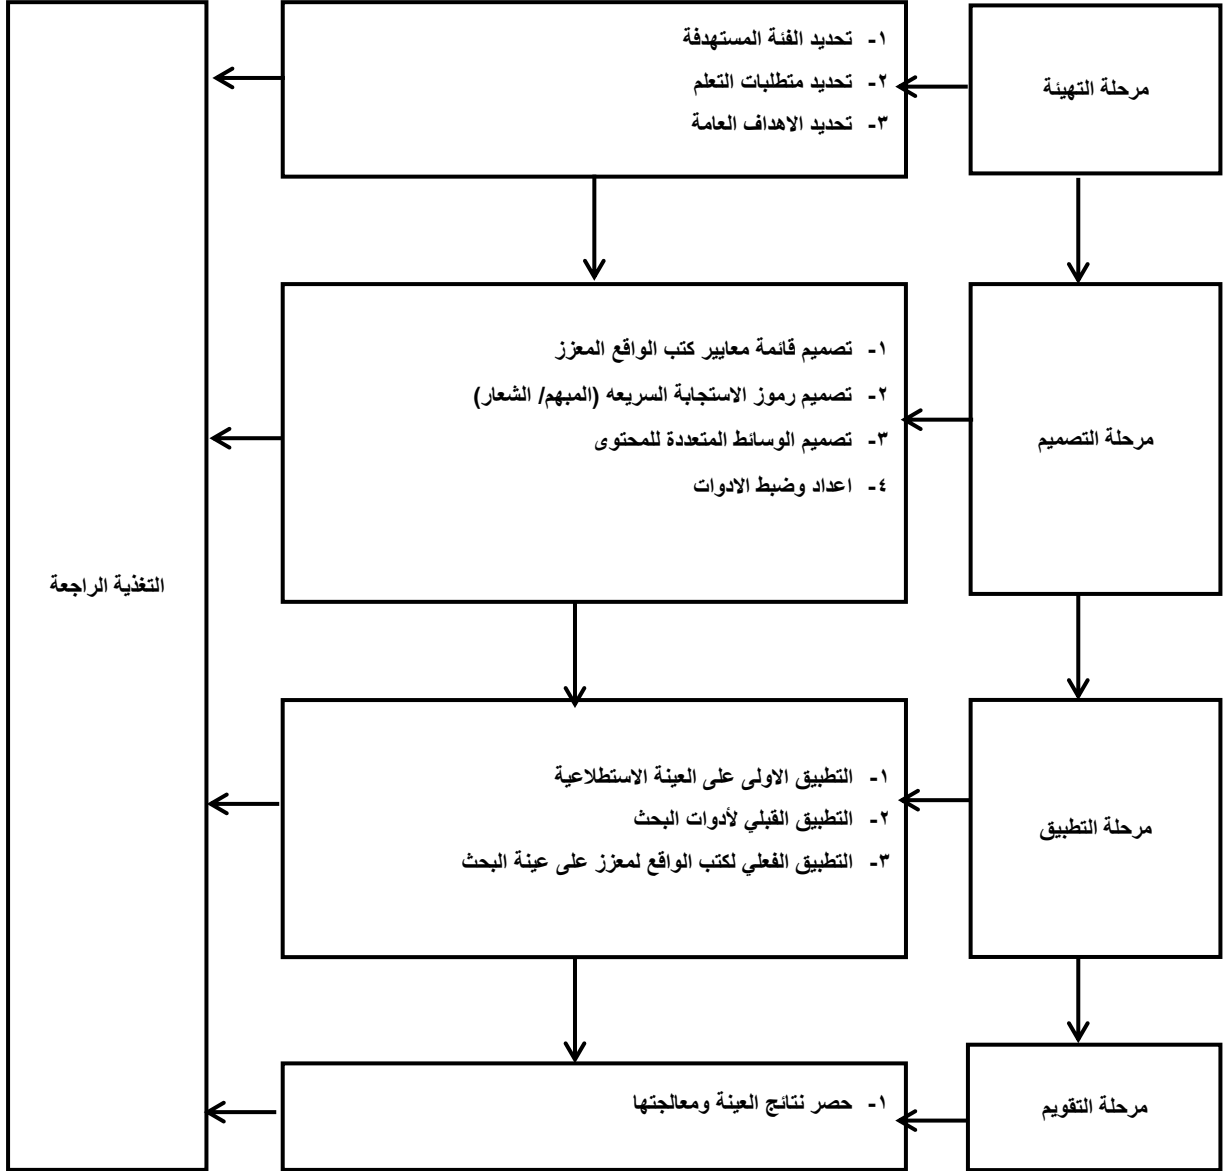 مرحلة التهيئة
١- تحديد الفئة المستهدفة
٢- تحديد متطلبات التعلم
٣- تحديد الاهداف العامة
مرحلة التصميم
١- تصميم قائمة معايير كتب الواقع المعزز
٢- تصميم رموز الاستجابة السريعه (المبهم/ الشعار)
٣- تصميم الوسائط المتعددة للمحتوى
٤- اعداد وضبط الادوات
مرحلة التطبيق
١- التطبيق الاولى على العينة الاستطلاعية
٢- التطبيق القبلي لأدوات البحث
٣- التطبيق الفعلي لكتب الواقع لمعزز على عينة البحث
مرحلة التقويم
١- حصر نتائج العينة ومعالجتها
التغذية الراجعة